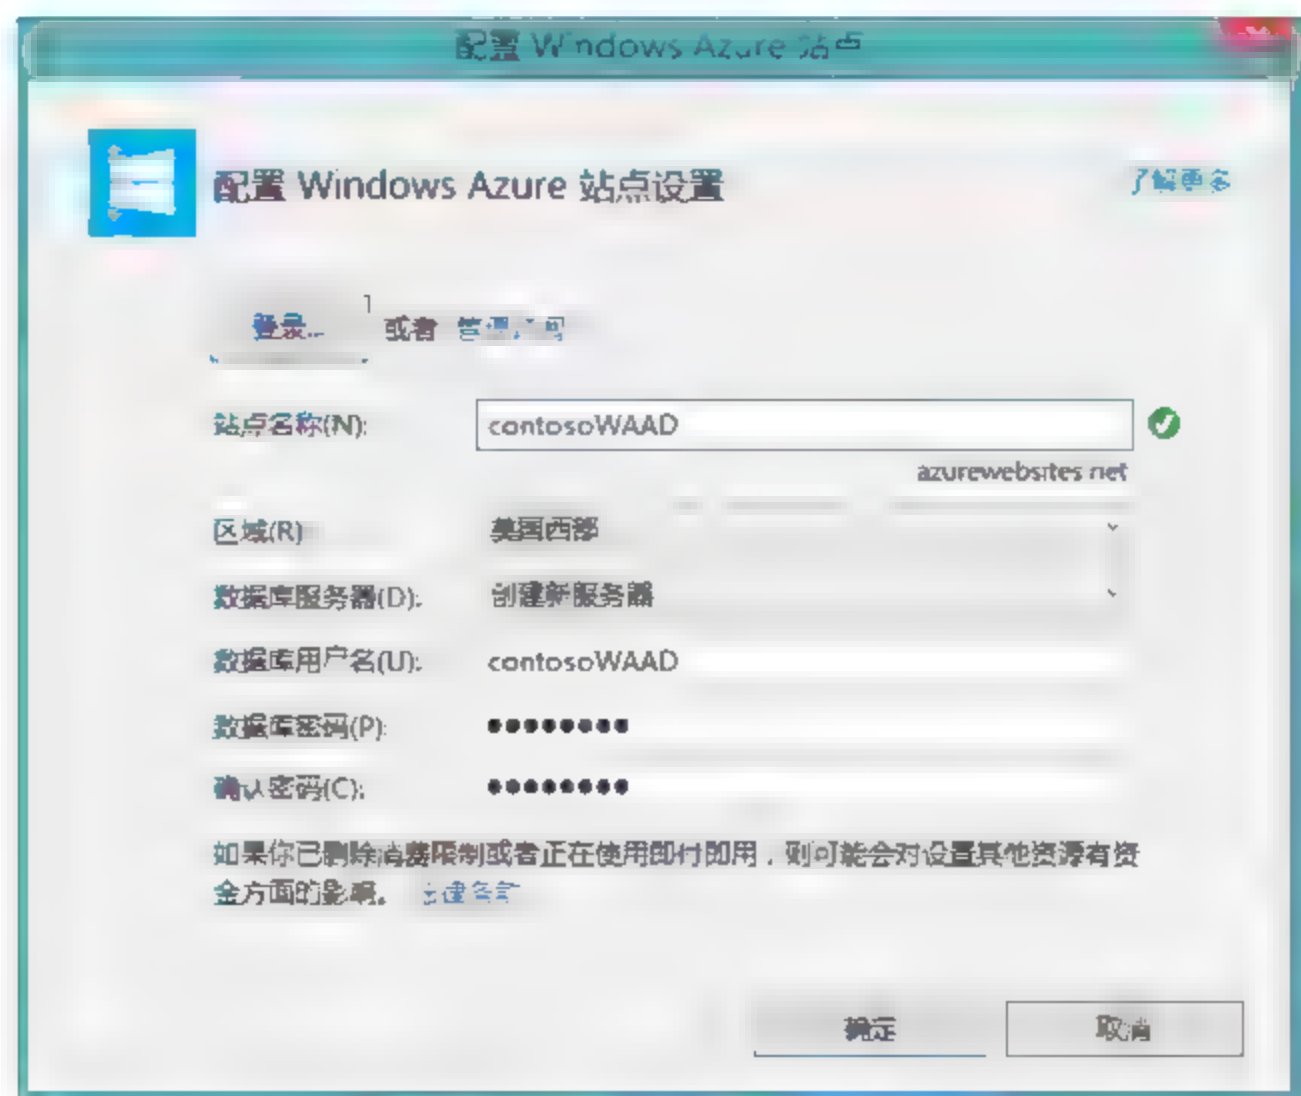 配置 Windows Azure 站点
配置 Windows Azure 站点设置
了解更多
登录... 或者
站点名称(N): contosoWAAD
azurewebsites.net
区域(R) 美国西部
数据库服务器(D): 创建新服务器
数据库用户名(U): contosoWAAD
数据库密码(P): ●●●●●●●●
确认密码(C): ●●●●●●●●
如果你已删除消费限制或者正在使用即付即用，则可能会对设置其他资源有资
金方面的影响。
确定 取消